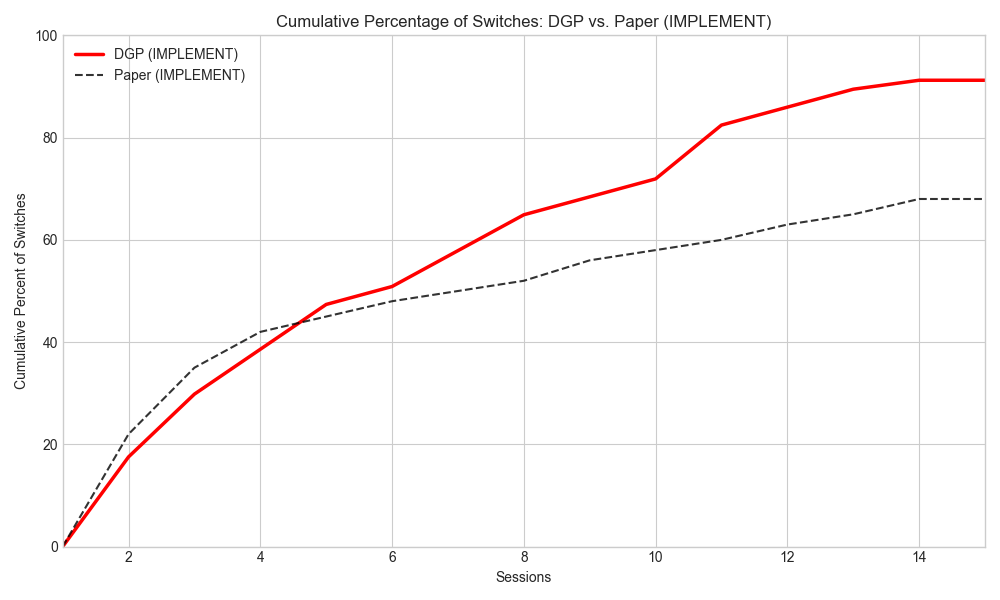 Cumulative Percentage of Switches: DGP vs. Paper (IMPLEMENT)
DGP (IMPLEMENT)
Paper (IMPLEMENT)
Cumulative Percent of Switches
100
80
60
40
20
0
2 4 6 8 10 12 14
Sessions